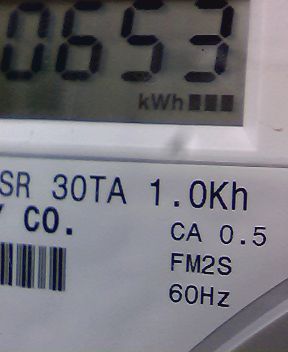 0653
kWh
SR 30TA 1.0Kh
Y CO.
CA 0.5
FM2S
60Hz